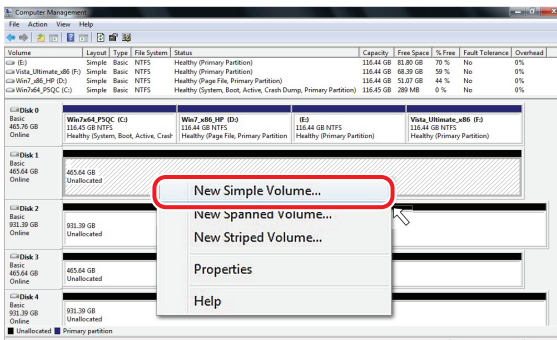 Computer Management
File Action View Help
Volume Layout Type File System Status Capacity Free Space % Free Fault Tolerance Overhead
(E:) Simple Basic NTFS Healthy (Primary Partition) 116.44 GB 81.80 GB 70 % No 0%
Vista_Ultimate_x86 (F:) Simple Basic NTFS Healthy (Primary Partition) 116.44 GB 68.39 GB 59 % No 0%
Win7_x86_HP (D:) Simple Basic NTFS Healthy (Page File, Primary Partition) 116.44 GB 51.07 GB 44 % No 0%
Win7x64_P5QC (C:) Simple Basic NTFS Healthy (System, Boot, Active, Crash Dump, Primary Partition) 116.45 GB 289 MB 0 % No 0%
Disk 0
Basic
465.76 GB
Online
Win7x64_P5QC (C:)
116.45 GB NTFS
Healthy (System, Boot, Active, Crash
Win7_x86_HP (D:)
116.44 GB NTFS
Healthy (Page File, Primary Partition
(E:)
116.44 GB NTFS
Healthy (Primary Partition)
Vista_Ultimate_x86 (F:)
116.44 GB NTFS
Healthy (Primary Partition)
Disk 1
Basic
465.64 GB
Online
465.64 GB
Unallocated
New Simple Volume...
New Spanned Volume...
New Striped Volume...
Properties
Help
Disk 2
Basic
931.39 GB
Online
931.39 GB
Unallocated
Disk 3
Basic
465.64 GB
Online
465.64 GB
Unallocated
Disk 4
Basic
931.39 GB
Online
931.39 GB
Unallocated
Unallocated Primary partition